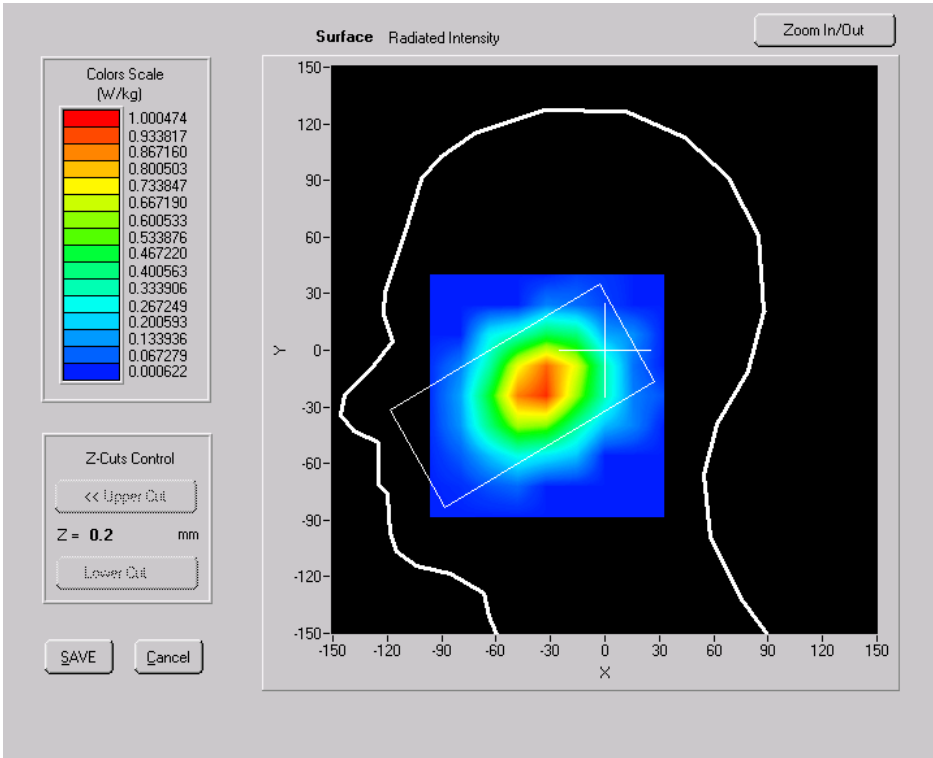 Surface Radiated Intensity
Zoom In/Out
Colors Scale
(W/kg)
1.000474
0.933817
0.867160
0.800503
0.733847
0.667190
0.600533
0.533876
0.467220
0.400563
0.333906
0.267249
0.200593
0.133936
0.067279
0.000622
Z-Cuts Control
<< Upper Cut
Z = 0.2 mm
Lower Cut
SAVE
Cancel
150
120
90
60
30
0
-30
-60
-90
-120
-150
Y
-150 -120 -90 -60 -30 0 30 60 90 120 150
X